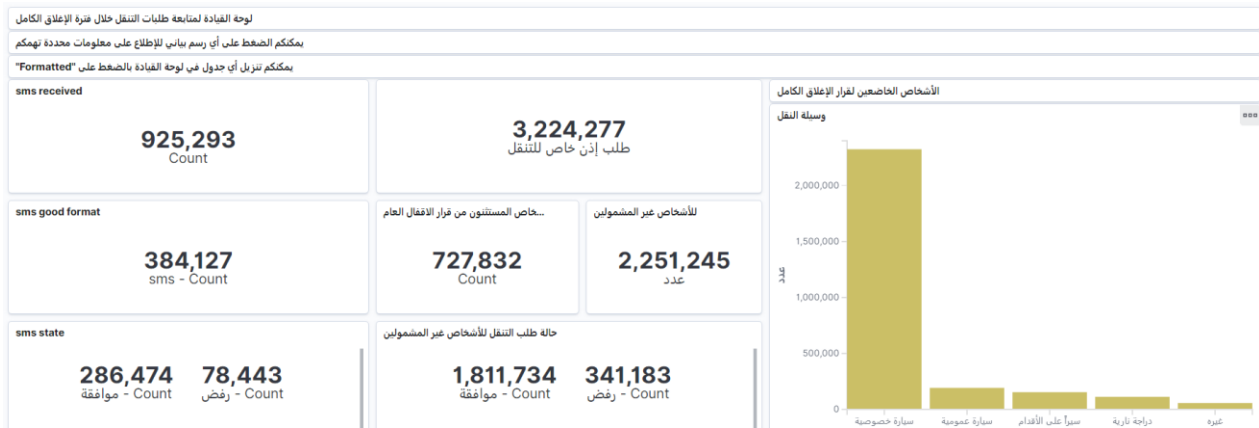 لوحة القيادة لمتابعة طلبات التنقل خلال فترة الإغلاق الكامل
يمكنكم الضغط على أي رسم بياني للإطلاع على معلومات محددة تهمكم
يمكنكم تنزيل أي جدول في لوحة القيادة بالضغط على "Formatted"
sms received
925,293
Count
3,224,277
طلب إذن خاص للتنقل
sms good format
384,127
sms - Count
...خاص المستثنون من قرار الاقفال العام
727,832
Count
للأشخاص غير المشمولين
2,251,245
عدد
sms state
286,474 78,443
موافقة - Count رفض - Count
حالة طلب التنقل للأشخاص غير المشمولين
1,811,734 341,183
موافقة - Count رفض - Count
الأشخاص الخاضعين لقرار الإغلاق الكامل
وسيلة النقل
2,000,000
1,500,000
1,000,000
500,000
0
عدد
سيارة خصوصية
سيارة عمومية
سيراً على الأقدام
دراجة نارية
غيره